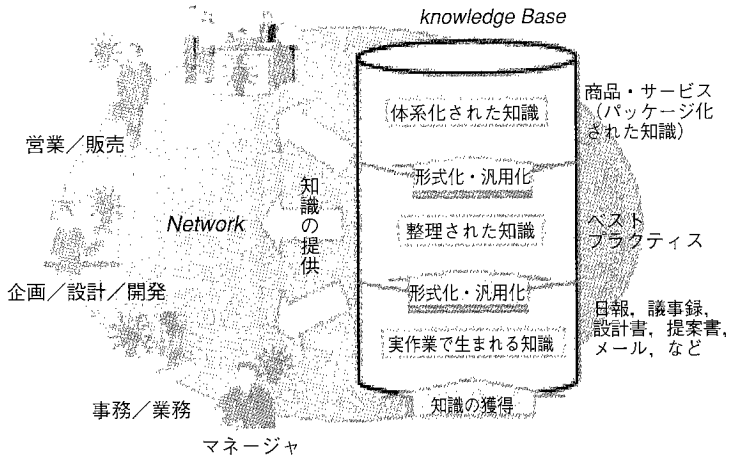 knowledge Base
体系化された知識
商品・サービス
（パッケージ化
された知識）
営業／販売
形式化・汎用化
知識の提供
Network
整理された知識
ベスト
プラクティス
企画／設計／開発
形式化・汎用化
日報，議事録，
設計書，提案書，
メール，など
実作業で生まれる知識
事務／業務
知識の獲得
マネージャ